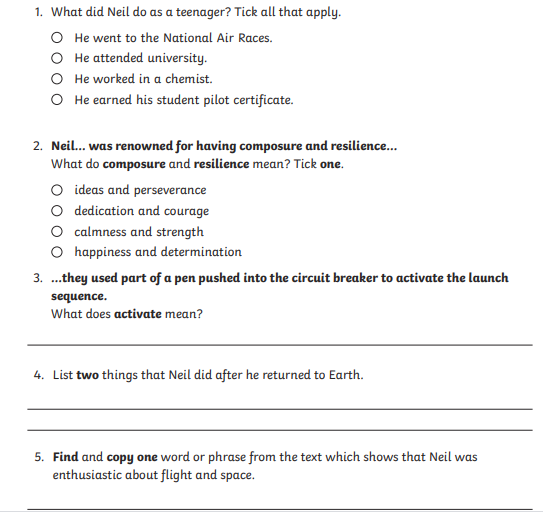 1. What did Neil do as a teenager? Tick all that apply.
He went to the National Air Races.
He attended university.
He worked in a chemist.
He earned his student pilot certificate.
2. Neil... was renowned for having composure and resilience...
What do composure and resilience mean? Tick one.
ideas and perseverance
dedication and courage
calmness and strength
happiness and determination
3. ...they used part of a pen pushed into the circuit breaker to activate the launch
sequence.
What does activate mean?
4. List two things that Neil did after he returned to Earth.
5. Find and copy one word or phrase from the text which shows that Neil was
enthusiastic about flight and space.